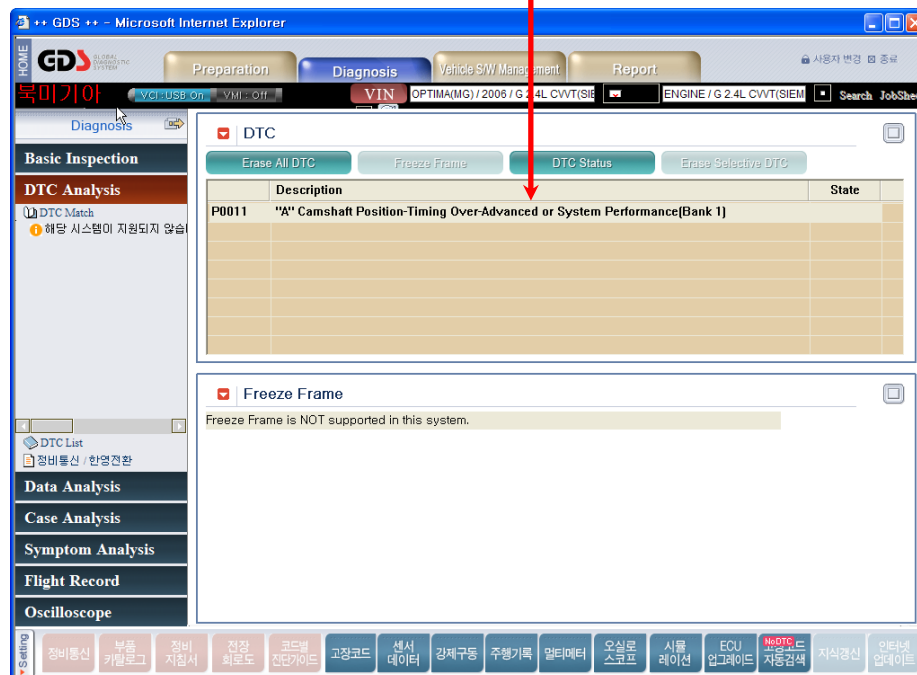 ++ GDS ++ - Microsoft Internet Explorer
HOME
GDS GLOBAL DIAGNOSTIC SYSTEM
Preparation
Diagnosis
Vehicle S/W Management
Report
사용자 변경
종료
북미기아
VCI : USB On
VMI : Off
VIN
OPTIMA(MG) / 2006 / G 2.4L CVVT(SIE
ENGINE / G 2.4L CVVT(SIEM
Search
JobShe
Diagnosis
Basic Inspection
DTC Analysis
DTC Match
해당 시스템이 지원되지 않습
DTC List
정비통신 / 한영전환
Data Analysis
Case Analysis
Symptom Analysis
Flight Record
Oscilloscope
DTC
Erase All DTC
Freeze Frame
DTC Status
Erase Selective DTC
Description
State
P0011 "A" Camshaft Position-Timing Over-Advanced or System Performance(Bank 1)
Freeze Frame
Freeze Frame is NOT supported in this system.
Setting
정비통신
부품
카탈로그
정비
지침서
전장
회로도
코드별
진단가이드
고장코드
센서
데이터
강제구동
주행기록
멀티메터
오실로
스코프
시뮬
레이션
ECU
업그레이드
NoDTC
자동검색
지식갱신
인터넷
업데이트